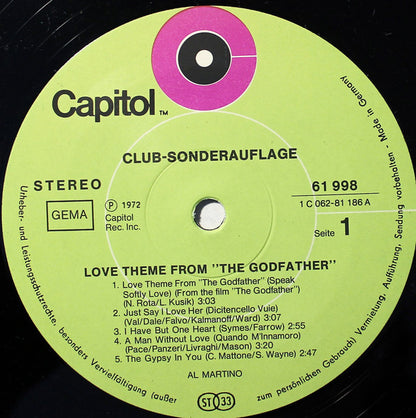 Capitol™
CLUB-SONDERAUFLAGE
STEREO
GEMA
Ⓟ 1972
Capitol
Rec. Inc.
61 998
1 C 062-81 186 A
Seite 1
LOVE THEME FROM "THE GODFATHER"
1. Love Theme From "The Godfather" (Speak
Softly Love) (From the film "The Godfather")
(N. Rota/L. Kusik) 3:03
2. Just Say I Love Her (Dicitencello Vuie)
(Val/Dale/Falvo/Kalmanoff/Ward) 3:07
3. I Have But One Heart (Symes/Farrow) 2:55
4. A Man Without Love (Quando M'Innamoro)
(Pace/Panzeri/Livraghi/Mason) 3:20
5. The Gypsy In You (C. Mattone/S. Wayne) 2:47
AL MARTINO
ST 33
Urheber- und Leistungsschutzrechte, besonders Vervielfältigung (außer zum persönlichen Gebrauch) Vermietung, Aufführung, Sendung vorbehalten - Made in Germany